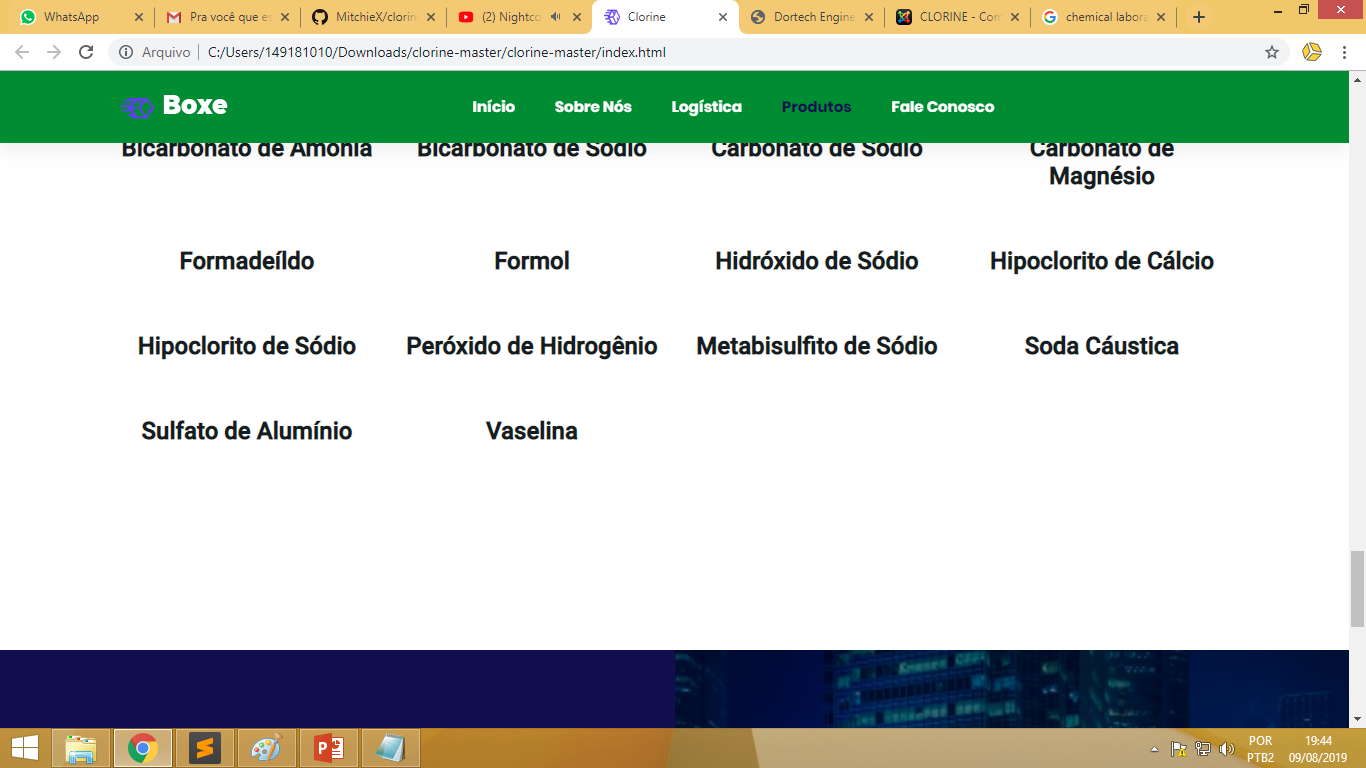 WhatsApp
Pra você que es
MitchieX/clorin
(2) Nightco
Clorine
Dortech Engine
CLORINE - Com
chemical labora
Arquivo
C:/Users/149181010/Downloads/clorine-master/clorine-master/index.html
Boxe
Início
Sobre Nós
Logística
Produtos
Fale Conosco
Bicarbonato de Amônia
Bicarbonato de Sódio
Carbonato de Sódio
Carbonato de
Magnésio
Formadeíldo
Formol
Hidróxido de Sódio
Hipoclorito de Cálcio
Hipoclorito de Sódio
Peróxido de Hidrogênio
Metabisulfito de Sódio
Soda Cáustica
Sulfato de Alumínio
Vaselina
POR
PTB2
19:44
09/08/2019